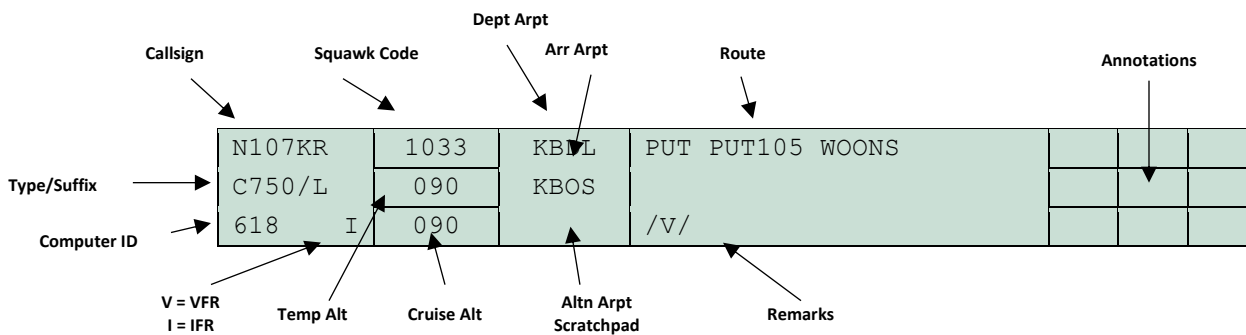 Dept Arpt
Callsign Squawk Code Arr Arpt Route Annotations
N107KR 1033 KBDL PUT PUT105 WOONS
Type/Suffix C750/L 090 KBOS
Computer ID 618 I 090 /V/
V = VFR
I = IFR
Temp Alt Cruise Alt
Altn Arpt
Scratchpad
Remarks